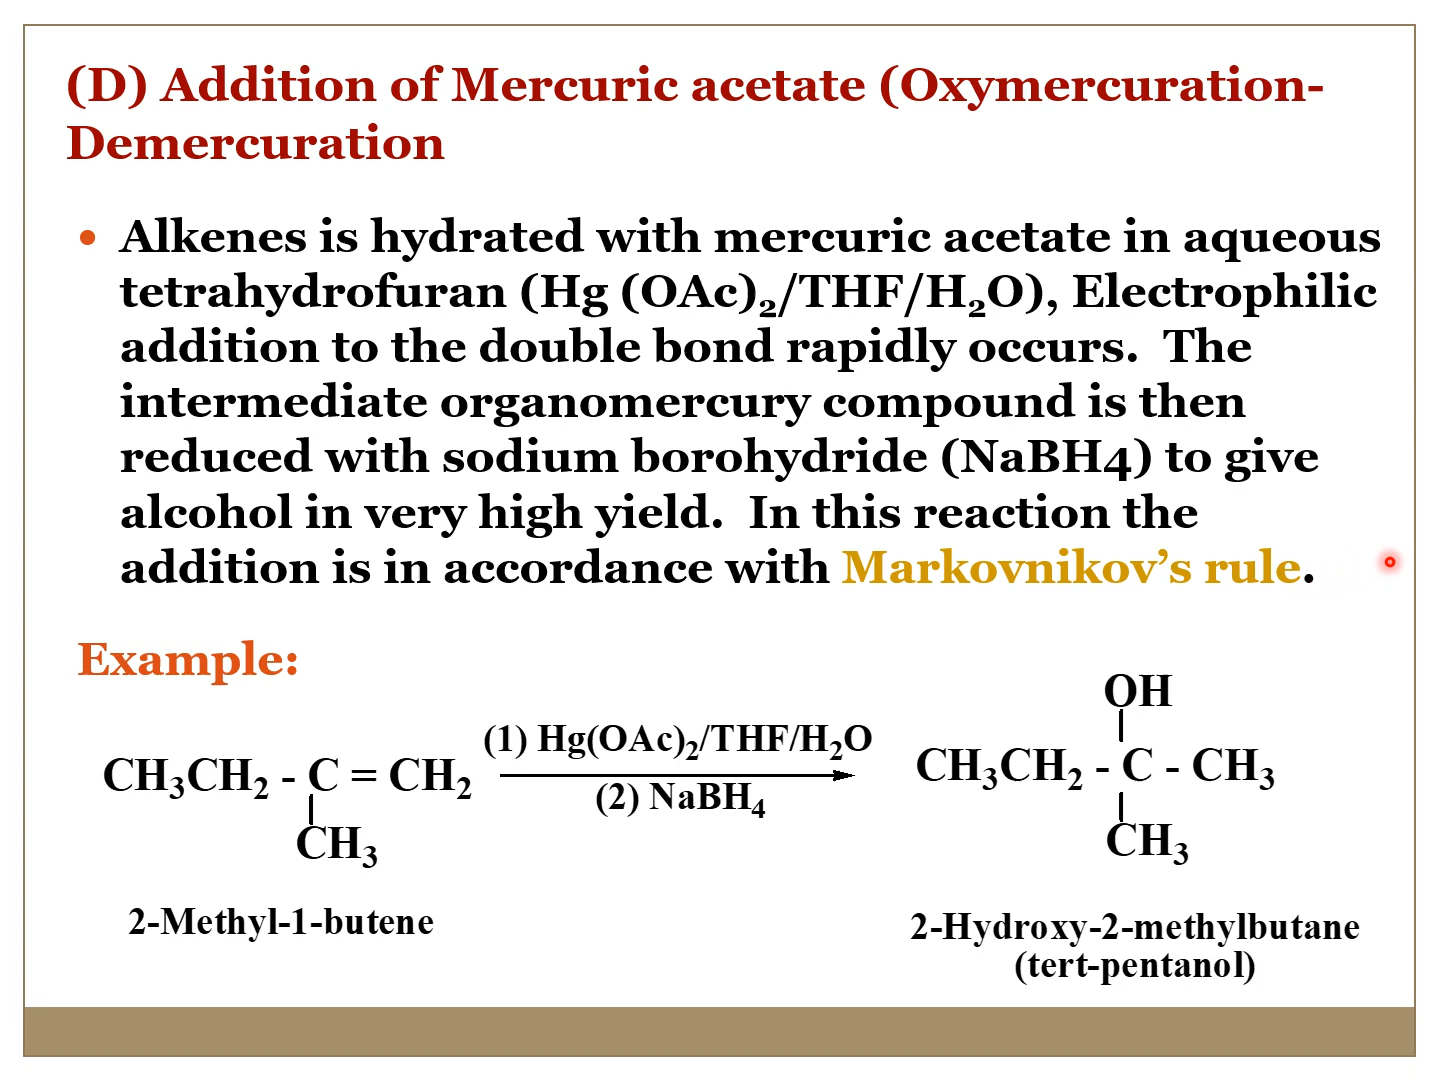 (D) Addition of Mercuric acetate (Oxymercuration-
Demercuration
• Alkenes is hydrated with mercuric acetate in aqueous
tetrahydrofuran (Hg (OAc)₂/THF/H₂O), Electrophilic
addition to the double bond rapidly occurs. The
intermediate organomercury compound is then
reduced with sodium borohydride (NaBH4) to give
alcohol in very high yield. In this reaction the
addition is in accordance with Markovnikov's rule.
Example:
CH₃CH₂ - C = CH₂
CH₃
(1) Hg(OAc)₂/THF/H₂O
(2) NaBH₄
OH
CH₃CH₂ - C - CH₃
CH₃
2-Methyl-1-butene
2-Hydroxy-2-methylbutane
(tert-pentanol)